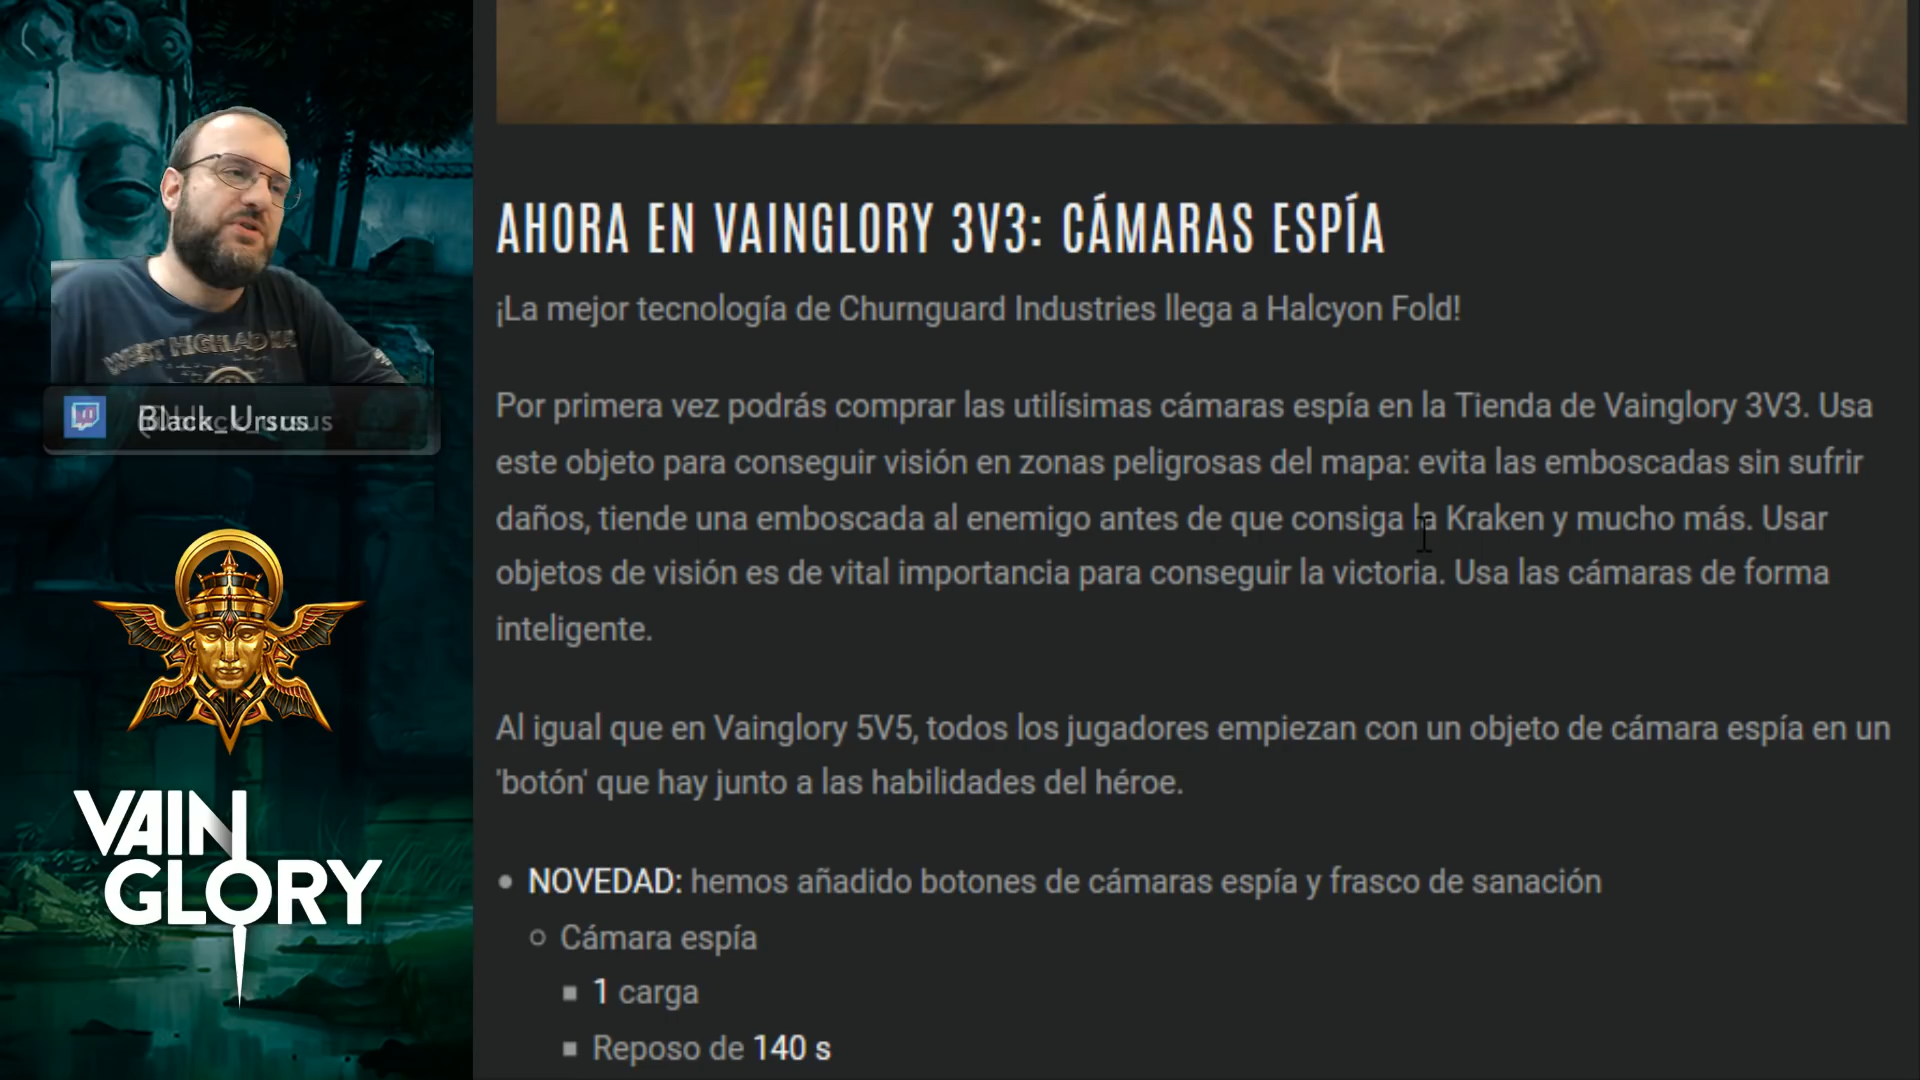 AHORA EN VAINGLORY 3V3: CÁMARAS ESPÍA
¡La mejor tecnología de Churnguard Industries llega a Halcyon Fold!
Por primera vez podrás comprar las utilísimas cámaras espía en la Tienda de Vainglory 3V3. Usa
este objeto para conseguir visión en zonas peligrosas del mapa: evita las emboscadas sin sufrir
daños, tiende una emboscada al enemigo antes de que consiga la Kraken y mucho más. Usar
objetos de visión es de vital importancia para conseguir la victoria. Usa las cámaras de forma
inteligente.
Al igual que en Vainglory 5V5, todos los jugadores empiezan con un objeto de cámara espía en un
'botón' que hay junto a las habilidades del héroe.
NOVEDAD: hemos añadido botones de cámaras espía y frasco de sanación
Cámara espía
1 carga
Reposo de 140 s
WEST HIGHLAND
Black_Ursus
VAIN
GLORY